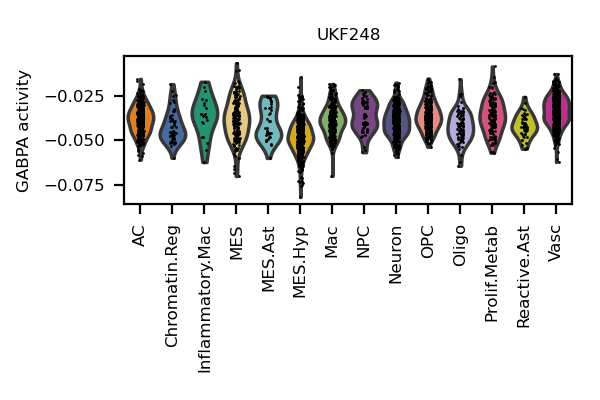 UKF248
GABPA activity
−0.025
−0.050
−0.075
AC
Chromatin.Reg
Inflammatory.Mac
MES
MES.Ast
MES.Hyp
Mac
NPC
Neuron
OPC
Oligo
Prolif.Metab
Reactive.Ast
Vasc